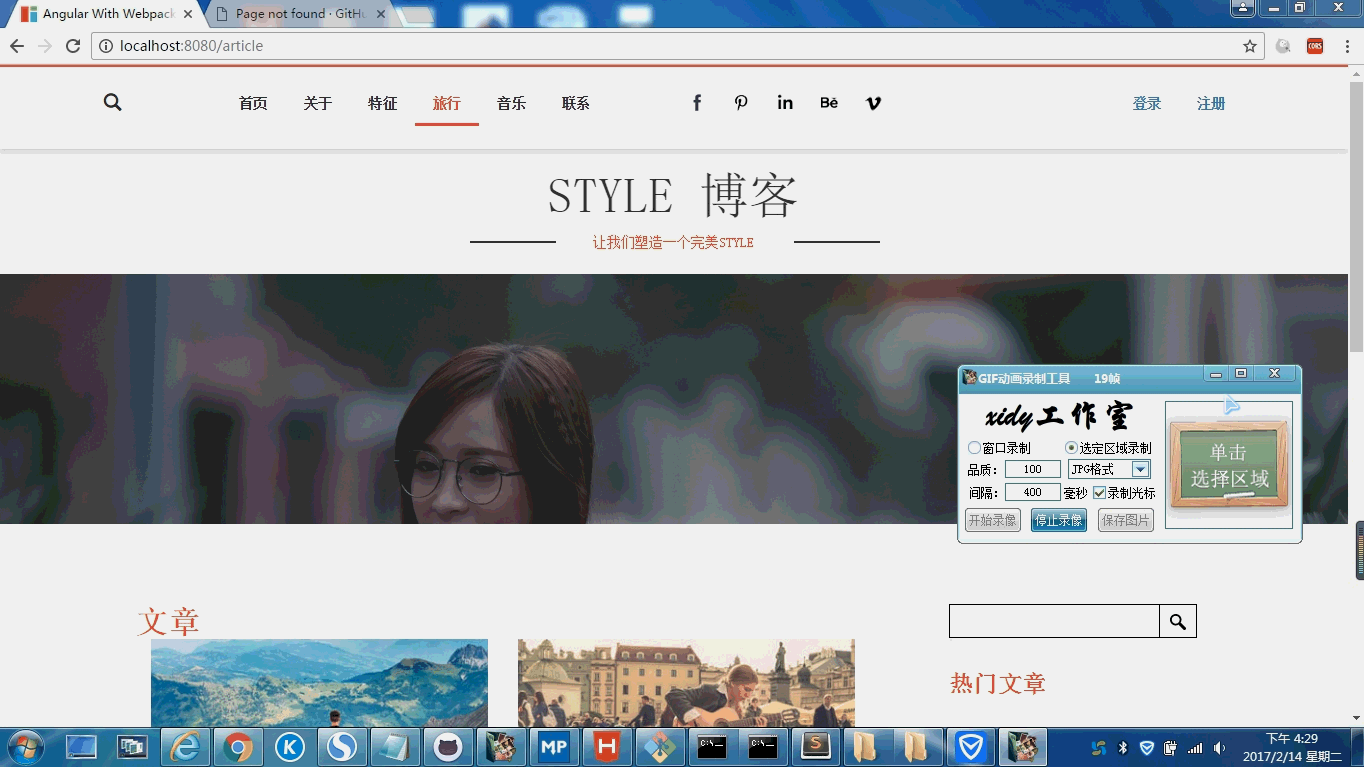 Angular With Webpack
Page not found · GitHu
localhost:8080/article
CORS
首页 关于 特征 旅行 音乐 联系
登录 注册
STYLE 博客
让我们塑造一个完美STYLE
GIF动画录制工具 19帧
xidy工作室
窗口录制 选定区域录制
品质: 100 JPG格式
间隔: 400 毫秒 录制光标
开始录像 停止录像 保存图片
单击
选择区域
文章
热门文章
MP
C:\_
C:\_
下午 4:29
2017/2/14 星期二